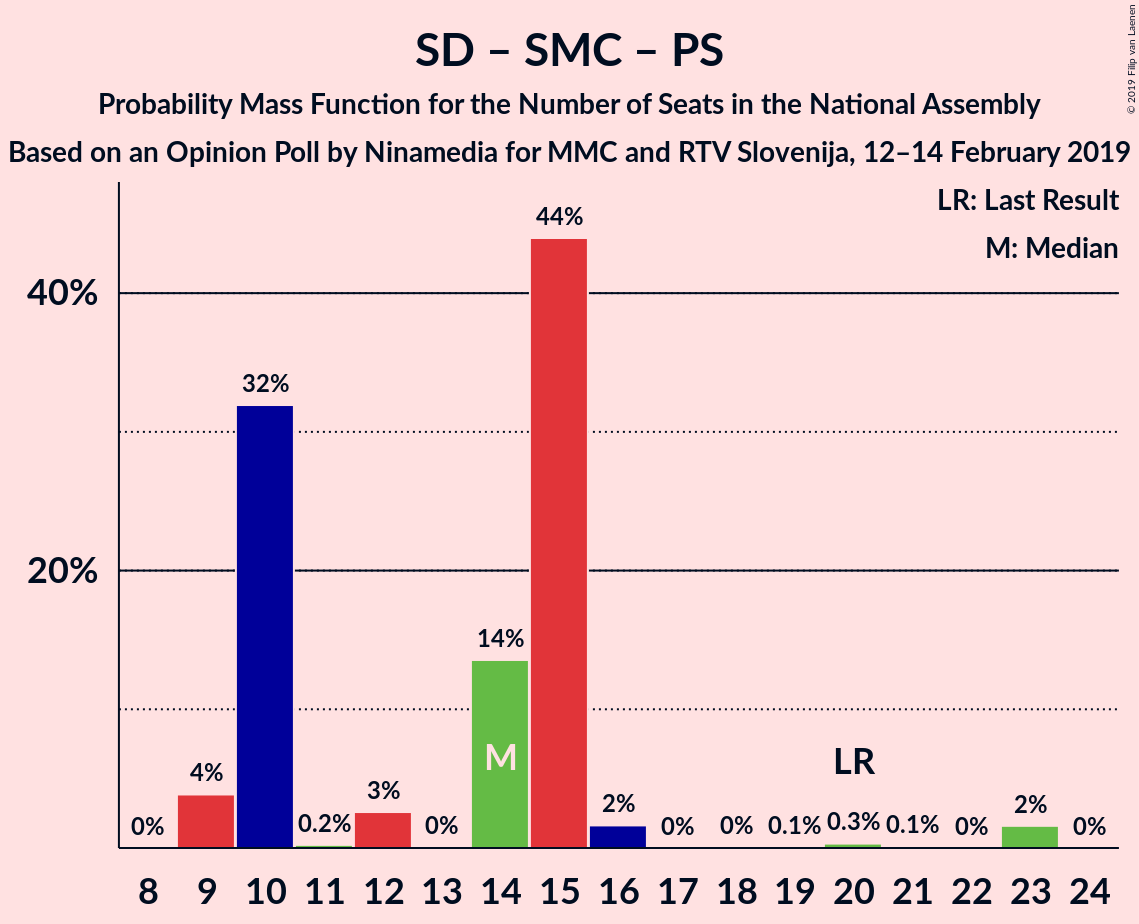 SD – SMC – PS
Probability Mass Function for the Number of Seats in the National Assembly
Based on an Opinion Poll by Ninamedia for MMC and RTV Slovenija, 12–14 February 2019
© 2019 Filip van Laenen
LR: Last Result
M: Median
40%
20%
0% 4% 32% 0.2% 3% 0% 14% 44% 2% 0% 0% 0.1% 0.3% 0.1% 0% 2% 0%
M
LR
8 9 10 11 12 13 14 15 16 17 18 19 20 21 22 23 24